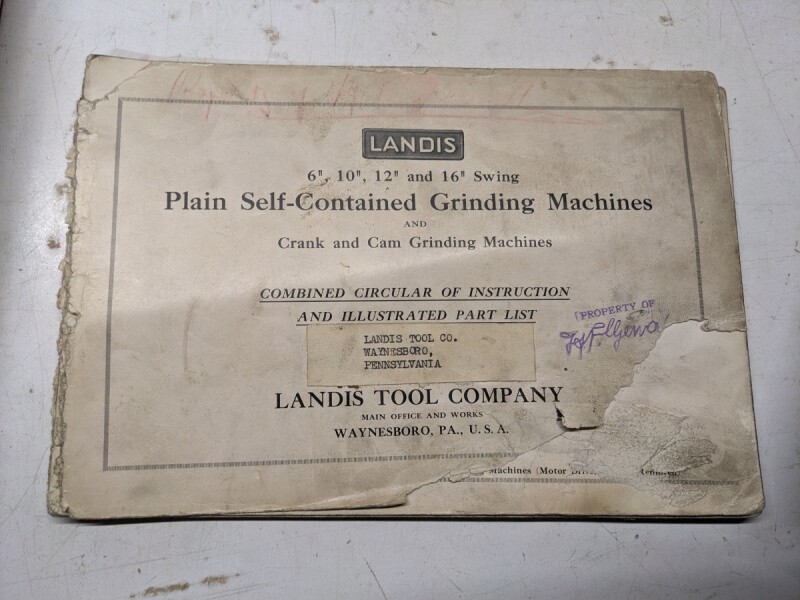 LANDIS
6", 10", 12" and 16" Swing
Plain Self-Contained Grinding Machines
AND
Crank and Cam Grinding Machines
COMBINED CIRCULAR OF INSTRUCTION
AND ILLUSTRATED PART LIST
PROPERTY OF
LANDIS TOOL CO.
WAYNESBORO,
PENNSYLVANIA
LANDIS TOOL COMPANY
MAIN OFFICE AND WORKS
WAYNESBORO, PA., U. S. A.
Machines (Motor